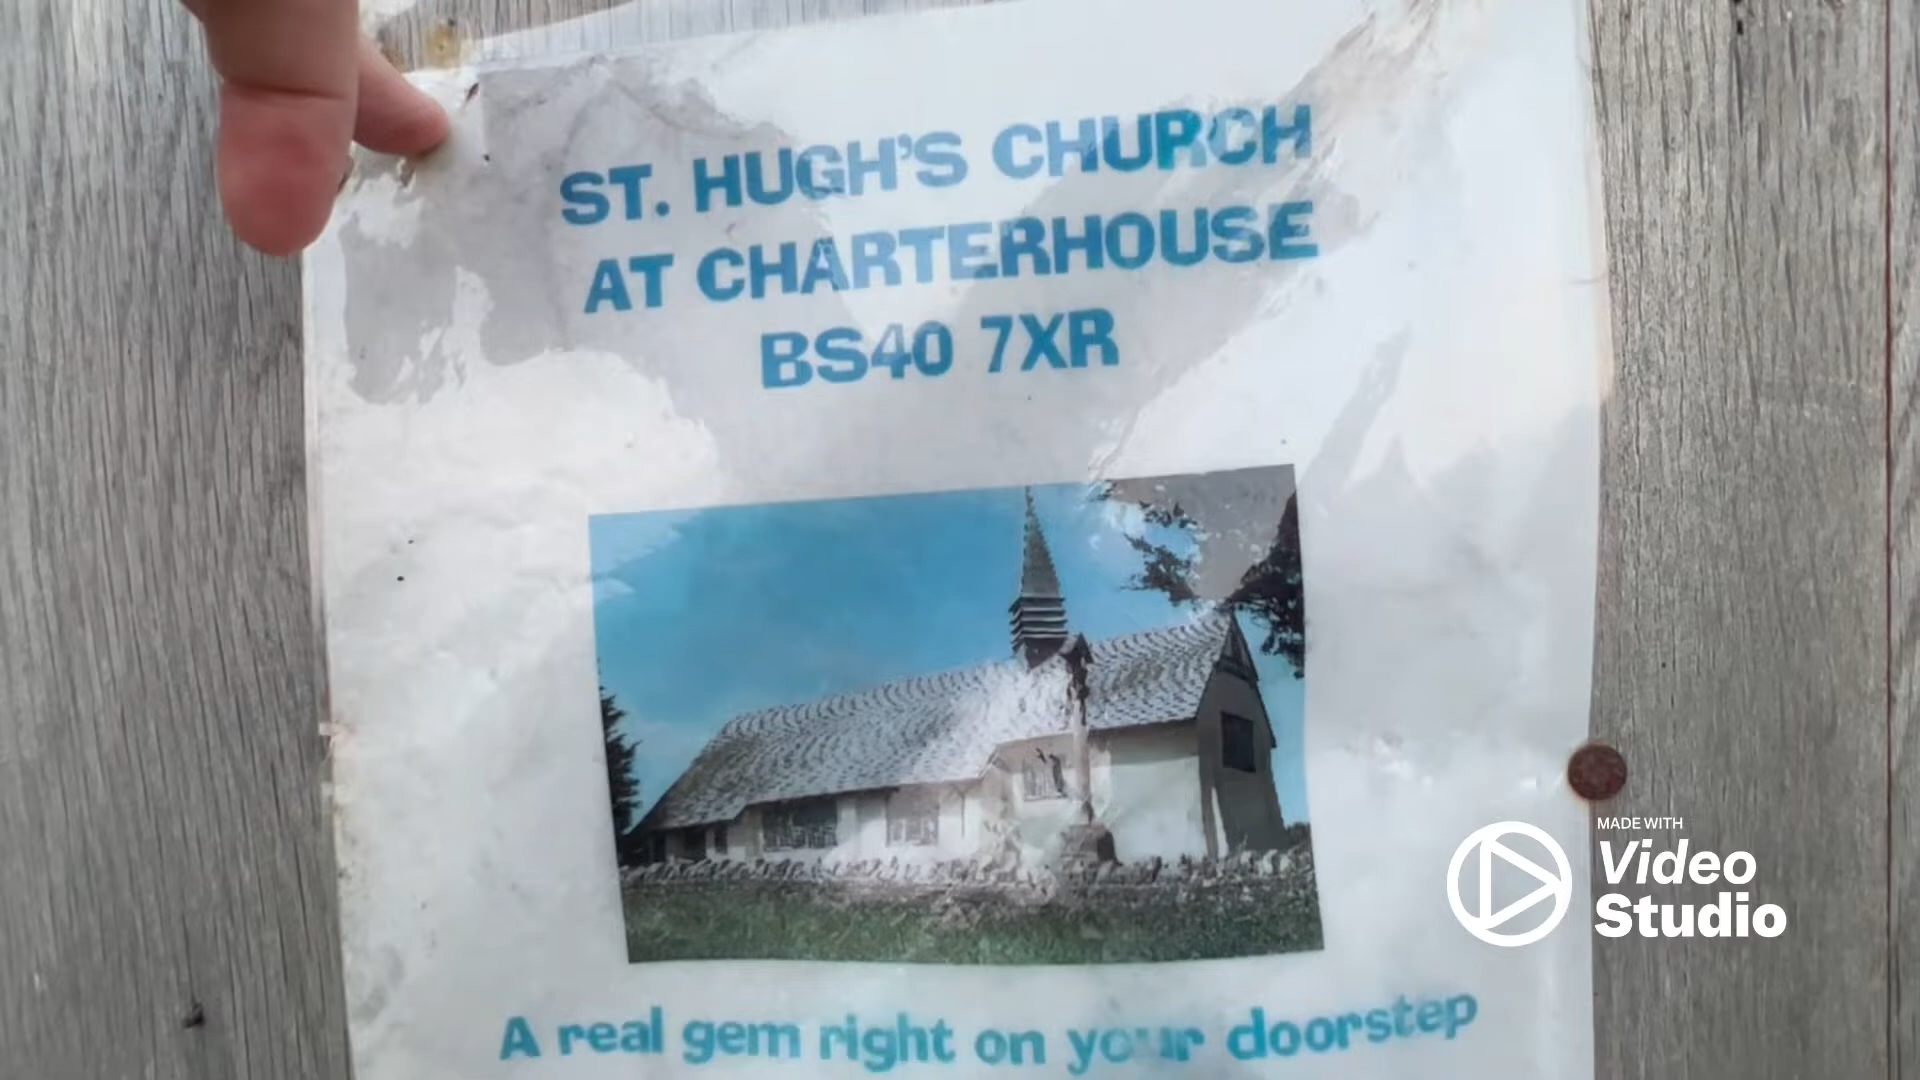 ST. HUGH'S CHURCH
AT CHARTERHOUSE
BS40 7XR
A real gem right on your doorstep
MADE WITH
Video
Studio